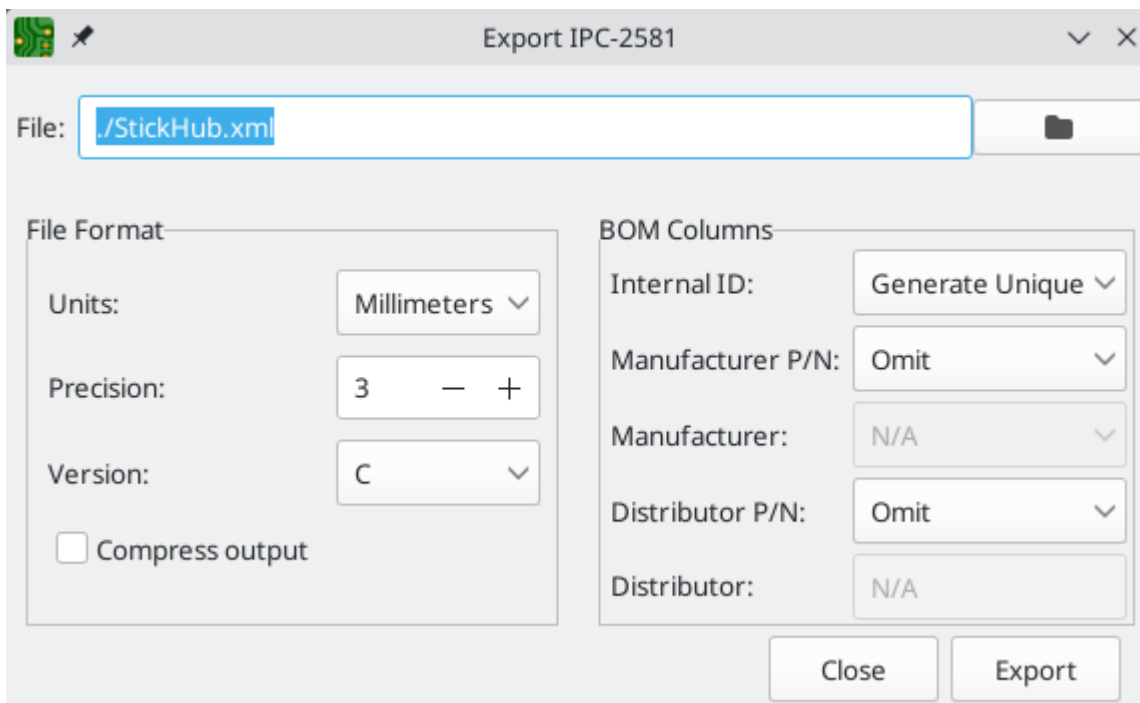 Export IPC-2581
File: ./StickHub.xml
File Format
Units: Millimeters
Precision: 3 − +
Version: C
Compress output
BOM Columns
Internal ID: Generate Unique
Manufacturer P/N: Omit
Manufacturer: N/A
Distributor P/N: Omit
Distributor: N/A
Close Export